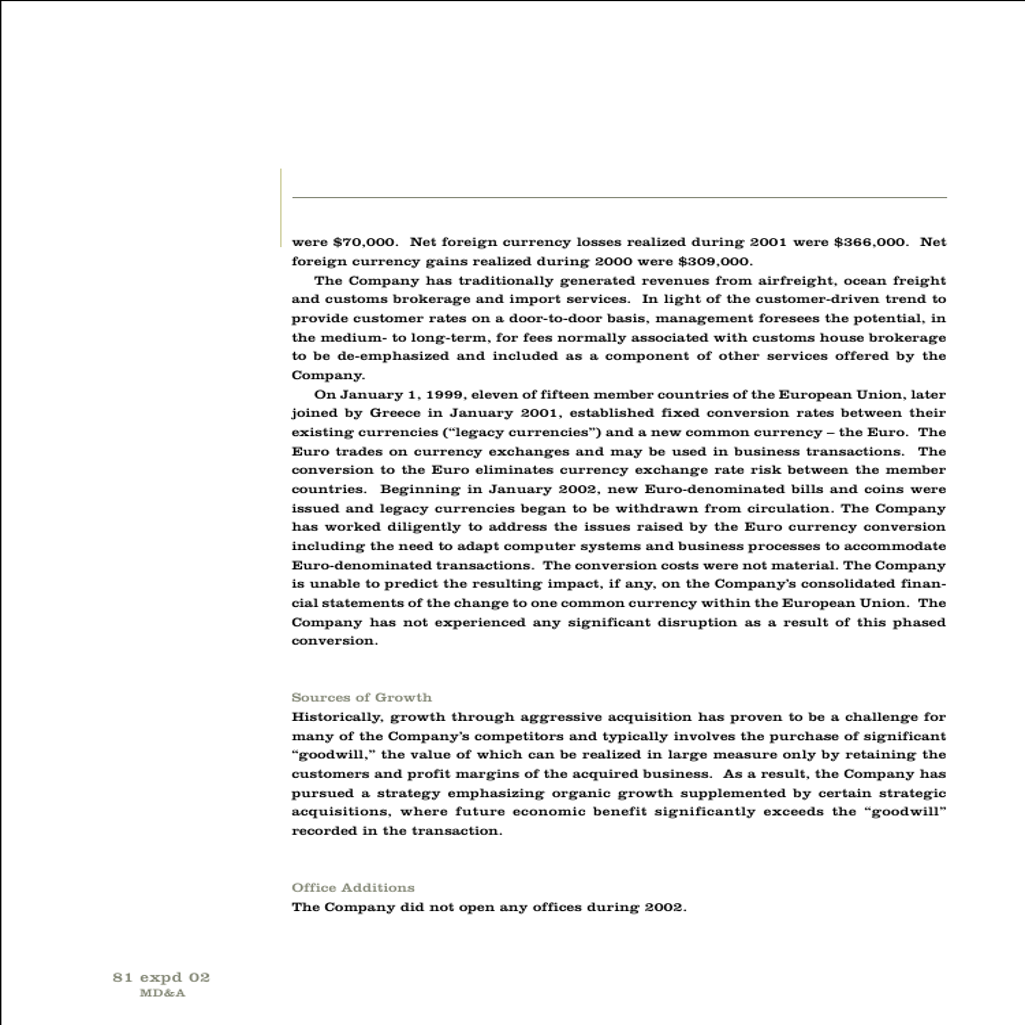 were $70,000.  Net foreign currency losses realized during 2001 were $366,000.  Net
foreign currency gains realized during 2000 were $309,000.
The Company has traditionally generated revenues from airfreight, ocean freight
and customs brokerage and import services.  In light of the customer-driven trend to
provide customer rates on a door-to-door basis, management foresees the potential, in
the medium- to long-term, for fees normally associated with customs house brokerage
to be de-emphasized and included as a component of other services offered by the
Company.
On January 1, 1999, eleven of fifteen member countries of the European Union, later
joined by Greece in January 2001, established fixed conversion rates between their
existing currencies (“legacy currencies”) and a new common currency – the Euro.  The
Euro trades on currency exchanges and may be used in business transactions.  The
conversion to the Euro eliminates currency exchange rate risk between the member
countries.  Beginning in January 2002, new Euro-denominated bills and coins were
issued and legacy currencies began to be withdrawn from circulation. The Company
has worked diligently to address the issues raised by the Euro currency conversion
including the need to adapt computer systems and business processes to accommodate
Euro-denominated transactions.  The conversion costs were not material. The Company
is unable to predict the resulting impact, if any, on the Company’s consolidated finan-
cial statements of the change to one common currency within the European Union.  The
Company has not experienced any significant disruption as a result of this phased
conversion.
Sources of Growth
Historically, growth through aggressive acquisition has proven to be a challenge for
many of the Company’s competitors and typically involves the purchase of significant
“goodwill,” the value of which can be realized in large measure only by retaining the
customers and profit margins of the acquired business.  As a result, the Company has
pursued a strategy emphasizing organic growth supplemented by certain strategic
acquisitions, where future economic benefit significantly exceeds the “goodwill”
recorded in the transaction.
Office Additions
The Company did not open any offices during 2002.
81 expd 02
MD&A